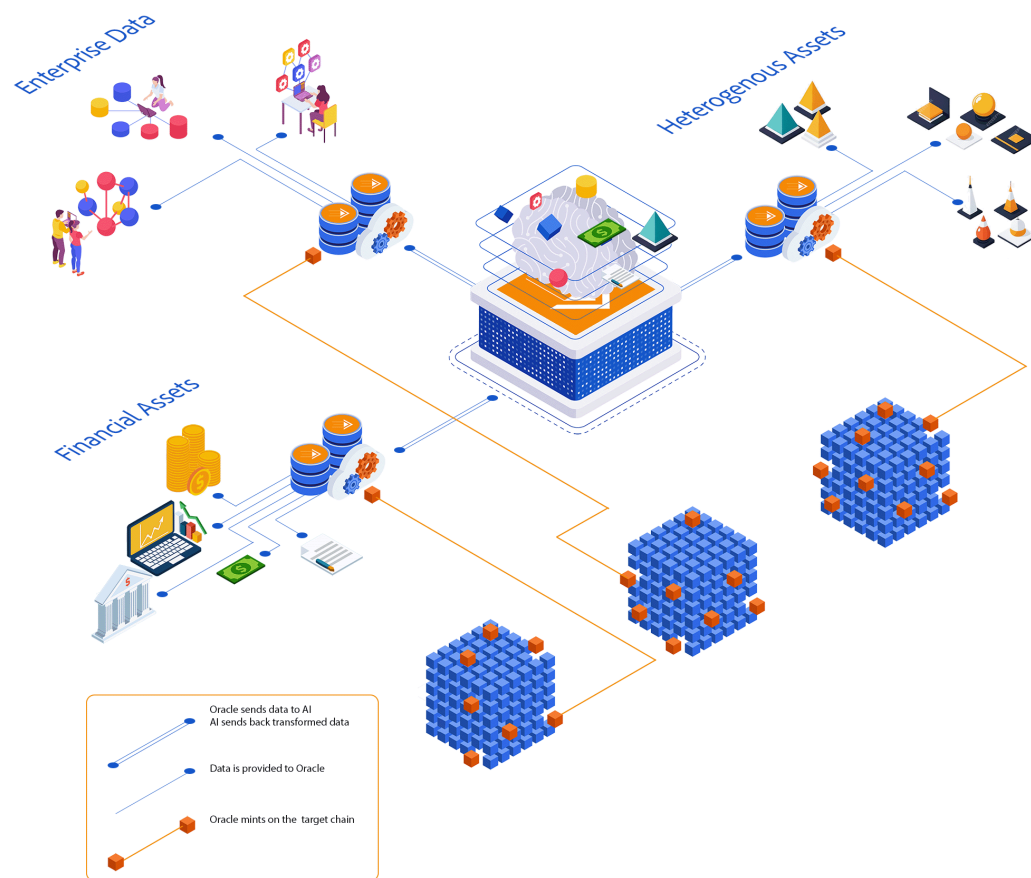 Enterprise Data
Heterogenous Assets
Financial Assets
Oracle sends data to AI
AI sends back transformed data
Data is provided to Oracle
Oracle mints on the target chain
$
$
$
$